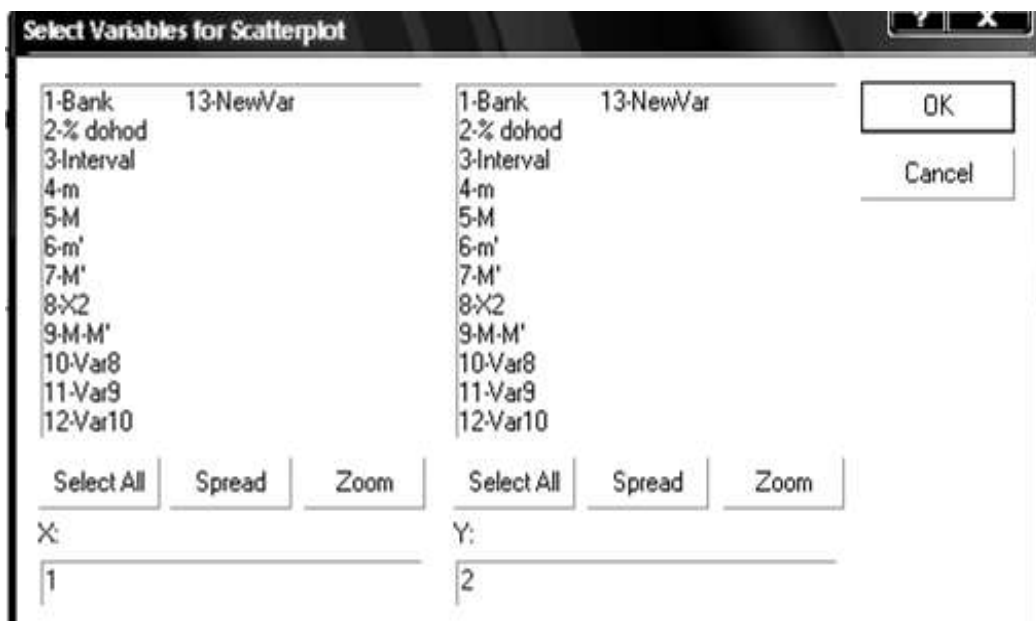 Select Variables for Scatterplot
? X
1-Bank 13-NewVar
2-% dohod
3-Interval
4-m
5-M
6-m'
7-M'
8-X2
9-M-M'
10-Var8
11-Var9
12-Var10
1-Bank 13-NewVar
2-% dohod
3-Interval
4-m
5-M
6-m'
7-M'
8-X2
9-M-M'
10-Var8
11-Var9
12-Var10
OK
Cancel
Select All Spread Zoom
Select All Spread Zoom
X:
1
Y:
2